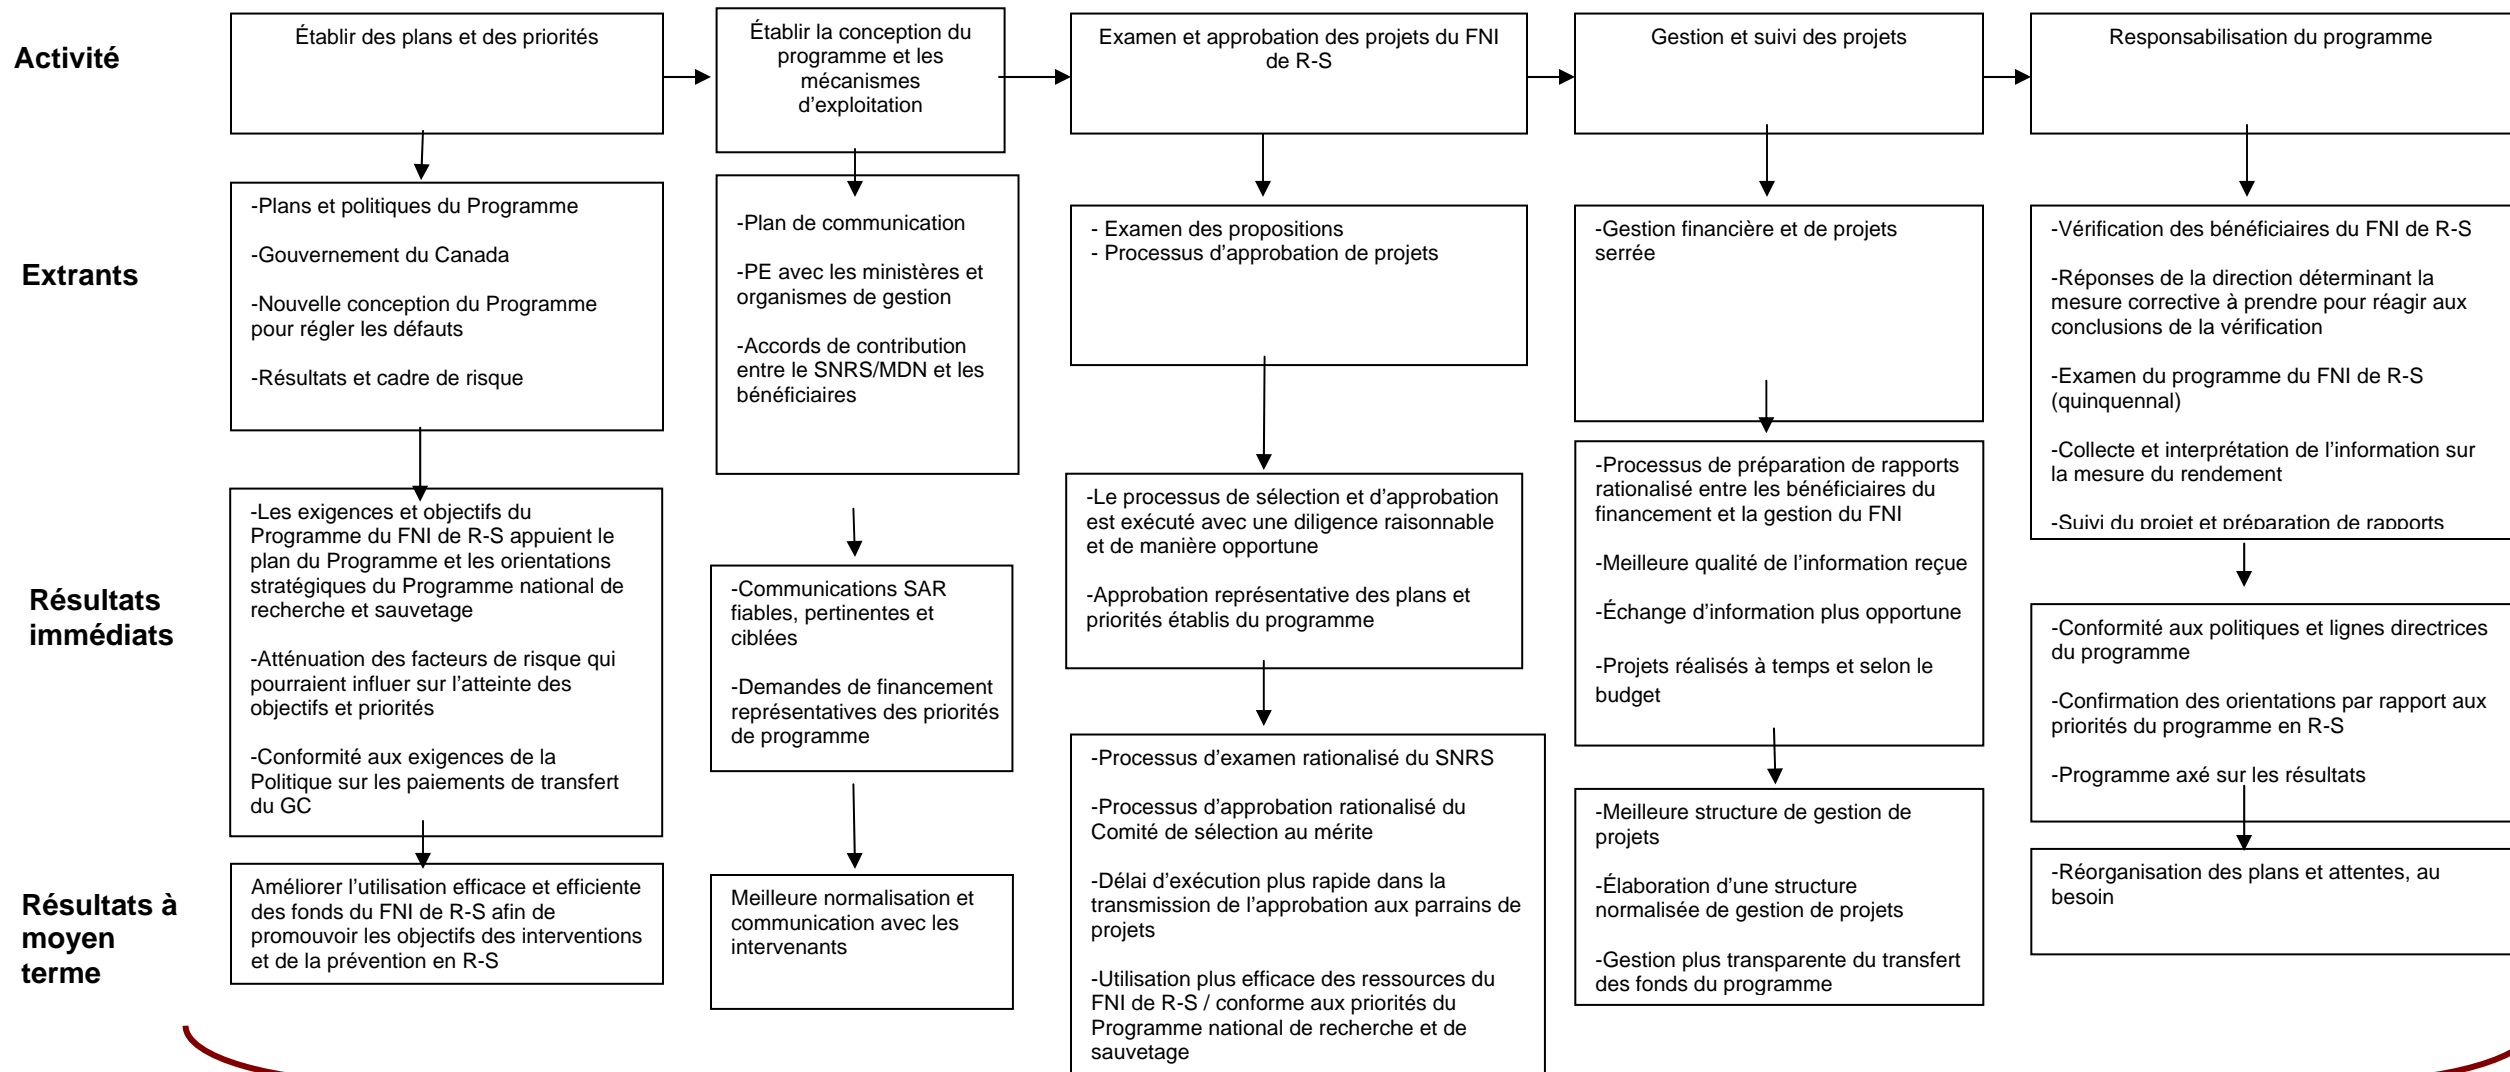 Activité
Établir des plans et des priorités
Établir la conception du
programme et les
mécanismes
d’exploitation
Examen et approbation des projets du FNI
de R-S
Gestion et suivi des projets
Responsabilisation du programme
Extrants
-Plans et politiques du Programme
-Gouvernement du Canada
-Nouvelle conception du Programme
pour régler les défauts
-Résultats et cadre de risque
-Plan de communication
-PE avec les ministères et
organismes de gestion
-Accords de contribution
entre le SNRS/MDN et les
bénéficiaires
- Examen des propositions
- Processus d’approbation de projets
-Gestion financière et de projets
serrée
-Vérification des bénéficiaires du FNI de R-S
-Réponses de la direction déterminant la
mesure corrective à prendre pour réagir aux
conclusions de la vérification
-Examen du programme du FNI de R-S
(quinquennal)
-Collecte et interprétation de l’information sur
la mesure du rendement
-Suivi du projet et préparation de rapports
Résultats
immédiats
-Les exigences et objectifs du
Programme du FNI de R-S appuient le
plan du Programme et les orientations
stratégiques du Programme national de
recherche et sauvetage
-Atténuation des facteurs de risque qui
pourraient influer sur l’atteinte des
objectifs et priorités
-Conformité aux exigences de la
Politique sur les paiements de transfert
du GC
-Communications SAR
fiables, pertinentes et
ciblées
-Demandes de financement
représentatives des priorités
de programme
-Le processus de sélection et d’approbation
est exécuté avec une diligence raisonnable
et de manière opportune
-Approbation représentative des plans et
priorités établis du programme
-Processus de préparation de rapports
rationalisé entre les bénéficiaires du
financement et la gestion du FNI
-Meilleure qualité de l’information reçue
-Échange d’information plus opportune
-Projets réalisés à temps et selon le
budget
-Conformité aux politiques et lignes directrices
du programme
-Confirmation des orientations par rapport aux
priorités du programme en R-S
-Programme axé sur les résultats
Résultats à
moyen
terme
Améliorer l’utilisation efficace et efficiente
des fonds du FNI de R-S afin de
promouvoir les objectifs des interventions
et de la prévention en R-S
Meilleure normalisation et
communication avec les
intervenants
-Processus d’examen rationalisé du SNRS
-Processus d’approbation rationalisé du
Comité de sélection au mérite
-Délai d’exécution plus rapide dans la
transmission de l’approbation aux parrains de
projets
-Utilisation plus efficace des ressources du
FNI de R-S / conforme aux priorités du
Programme national de recherche et de
sauvetage
-Meilleure structure de gestion de
projets
-Élaboration d’une structure
normalisée de gestion de projets
-Gestion plus transparente du transfert
des fonds du programme
-Réorganisation des plans et attentes, au
besoin